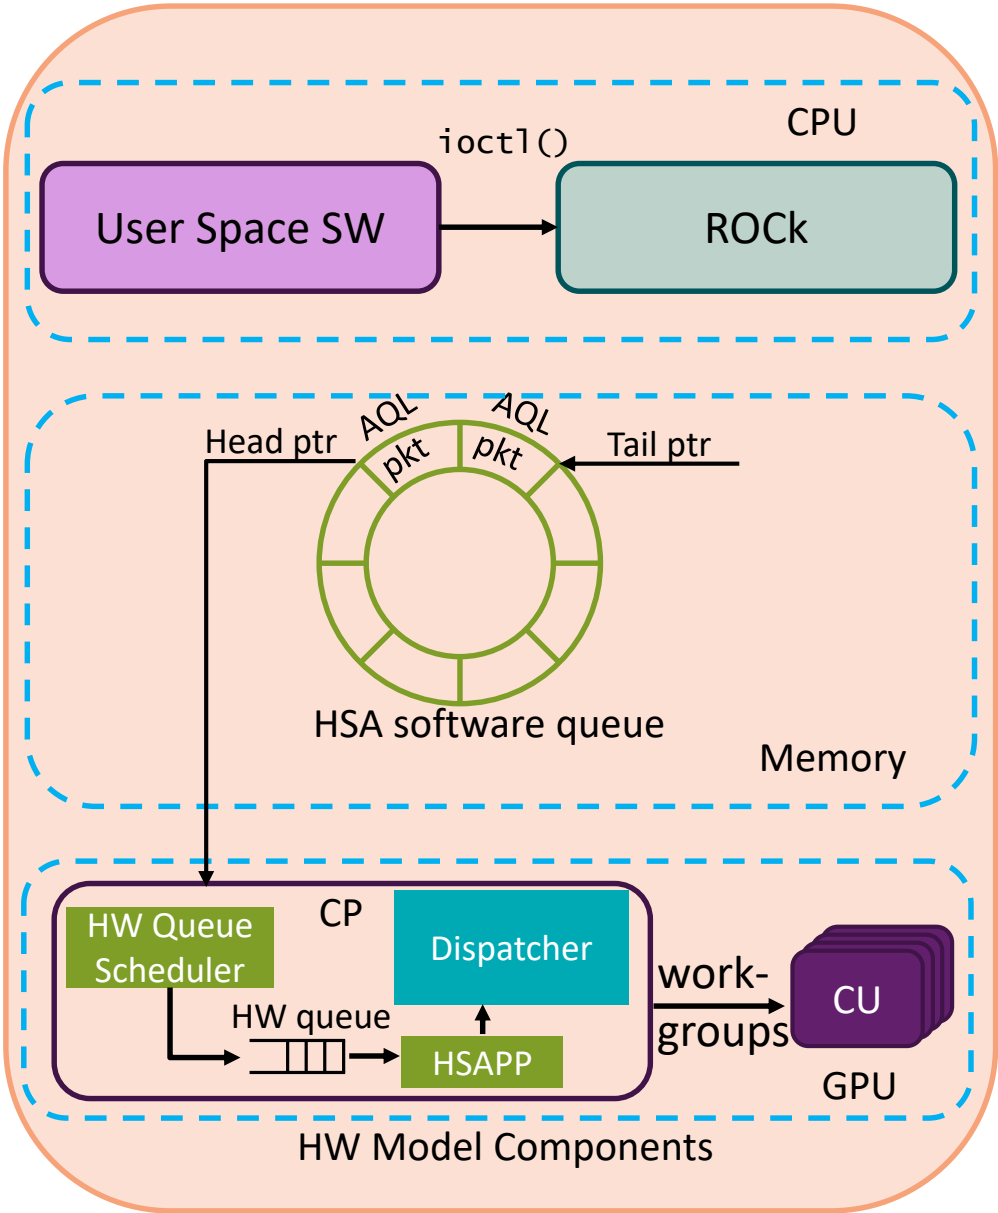 CPU
ioctl()
User Space SW
ROCk
AQL
AQL
Head ptr
pkt
pkt
Tail ptr
HSA software queue
Memory
CP
HW Queue
Scheduler
Dispatcher
work-
groups
CU
HW queue
HSAPP
GPU
HW Model Components